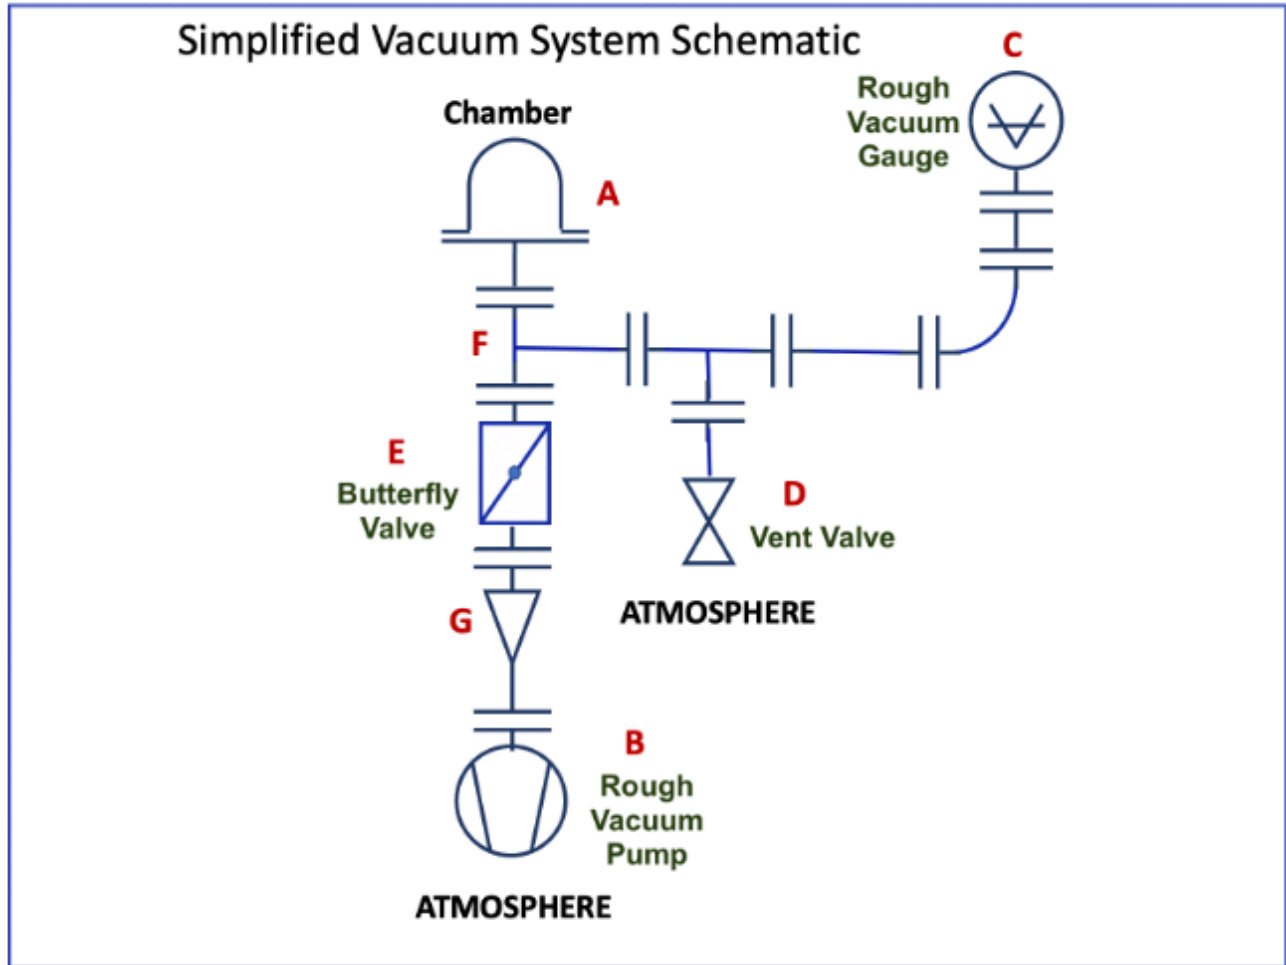 Simplified Vacuum System Schematic
C
Rough
Vacuum
Gauge
Chamber
A
F
E
Butterfly
Valve
D
Vent Valve
ATMOSPHERE
G
B
Rough
Vacuum
Pump
ATMOSPHERE